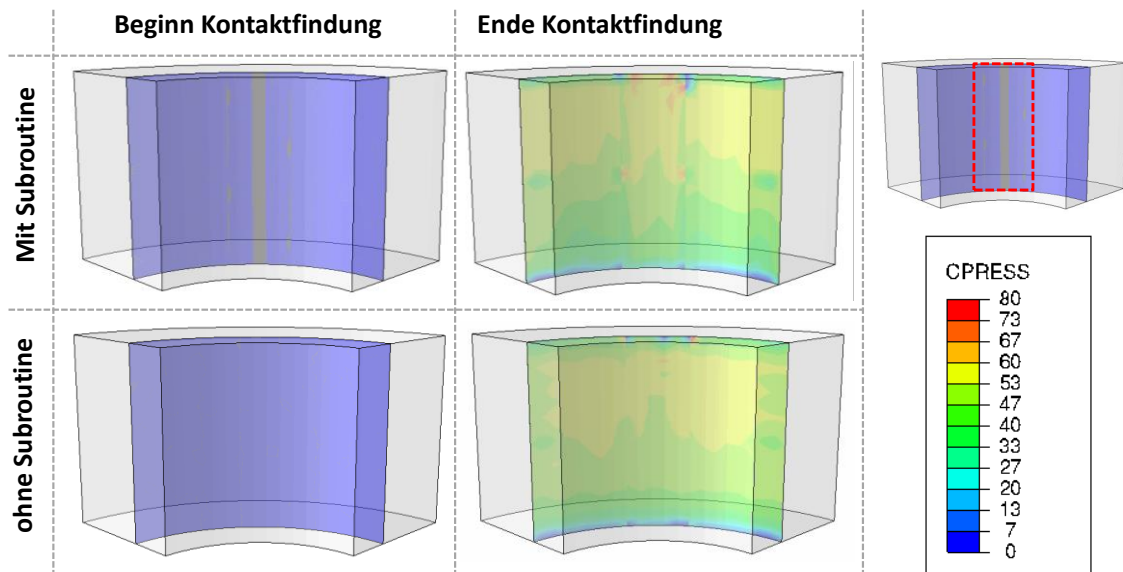 Beginn Kontaktfindung
Ende Kontaktfindung
Mit Subroutine
ohne Subroutine
CPRESS
80
73
67
60
53
47
40
33
27
20
13
7
0